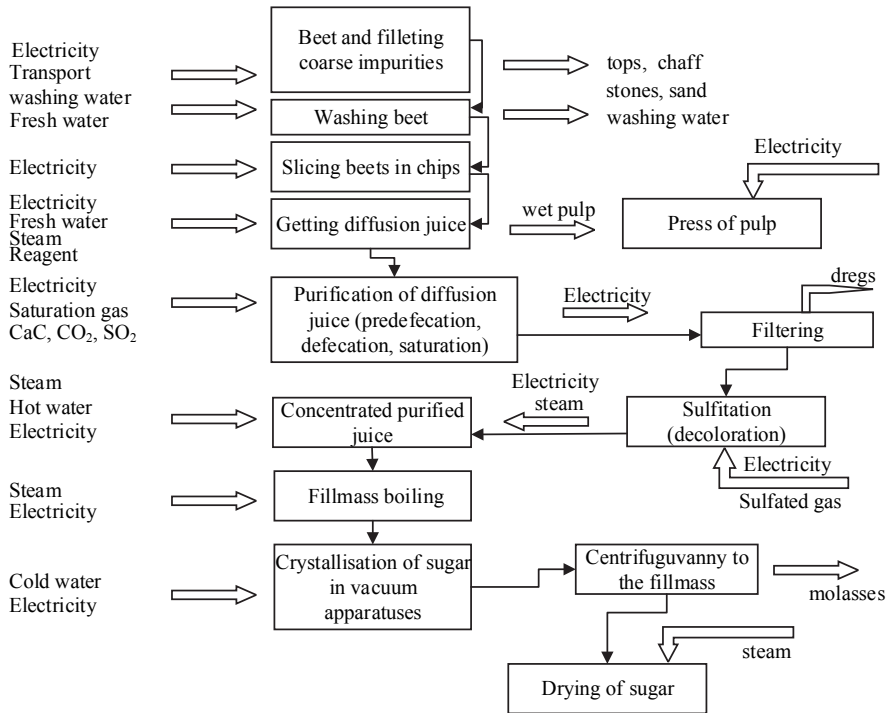 Electricity
Transport
washing water
Fresh water
Beet and filleting
coarse impurities
tops, chaff
stones, sand
washing water
Washing beet
Electricity
Slicing beets in chips
Electricity
Electricity
Fresh water
Steam
Reagent
Getting diffusion juice
wet pulp
Press of pulp
Electricity
Saturation gas
CaC, CO₂, SO₂
Purification of diffusion
juice (predefecation,
defecation, saturation)
Electricity
dregs
Filtering
Steam
Hot water
Electricity
Concentrated purified
juice
Electricity
steam
Sulfitation
(decoloration)
Electricity
Sulfated gas
Steam
Electricity
Fillmass boiling
Cold water
Electricity
Crystallisation of sugar
in vacuum
apparatuses
Centrifuguvanny to
the fillmass
molasses
steam
Drying of sugar